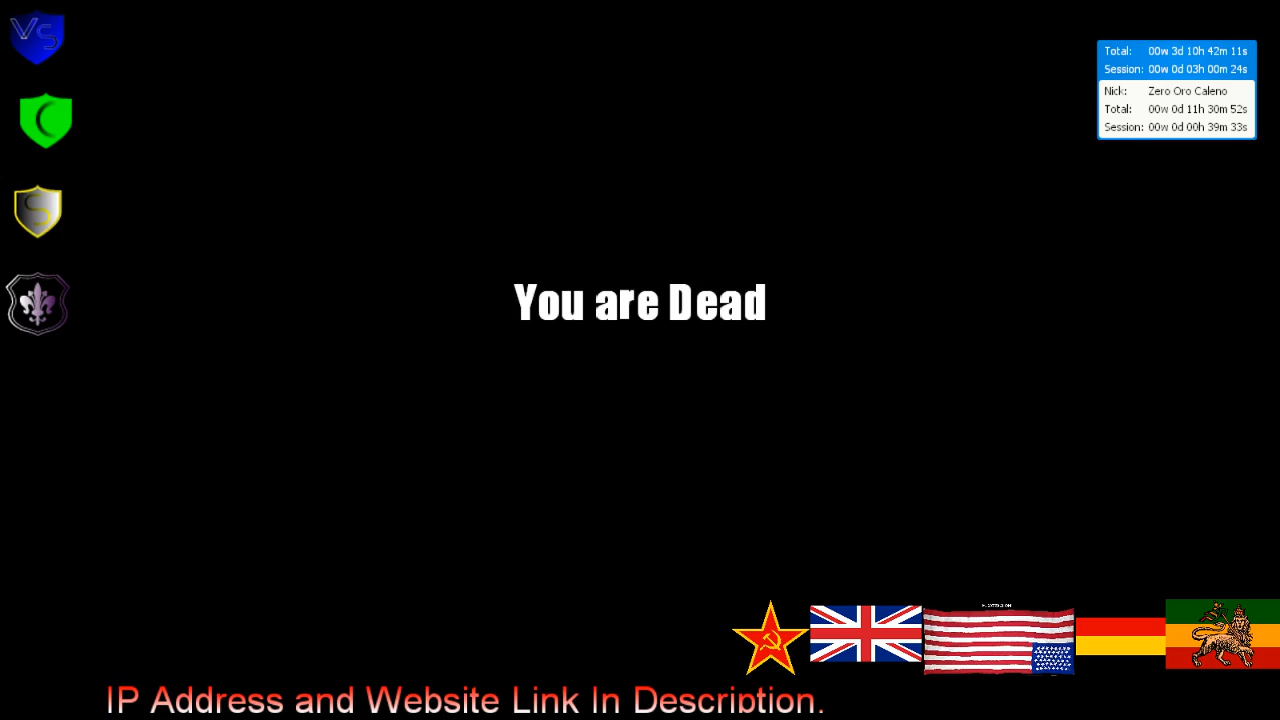 VS
Total: 00w 3d 10h 42m 11s
Session: 00w 0d 03h 00m 24s
Nick: Zero Oro Caleno
Total: 00w 0d 11h 30m 52s
Session: 00w 0d 00h 39m 33s
S
You are Dead
IP Address and Website Link In Description.